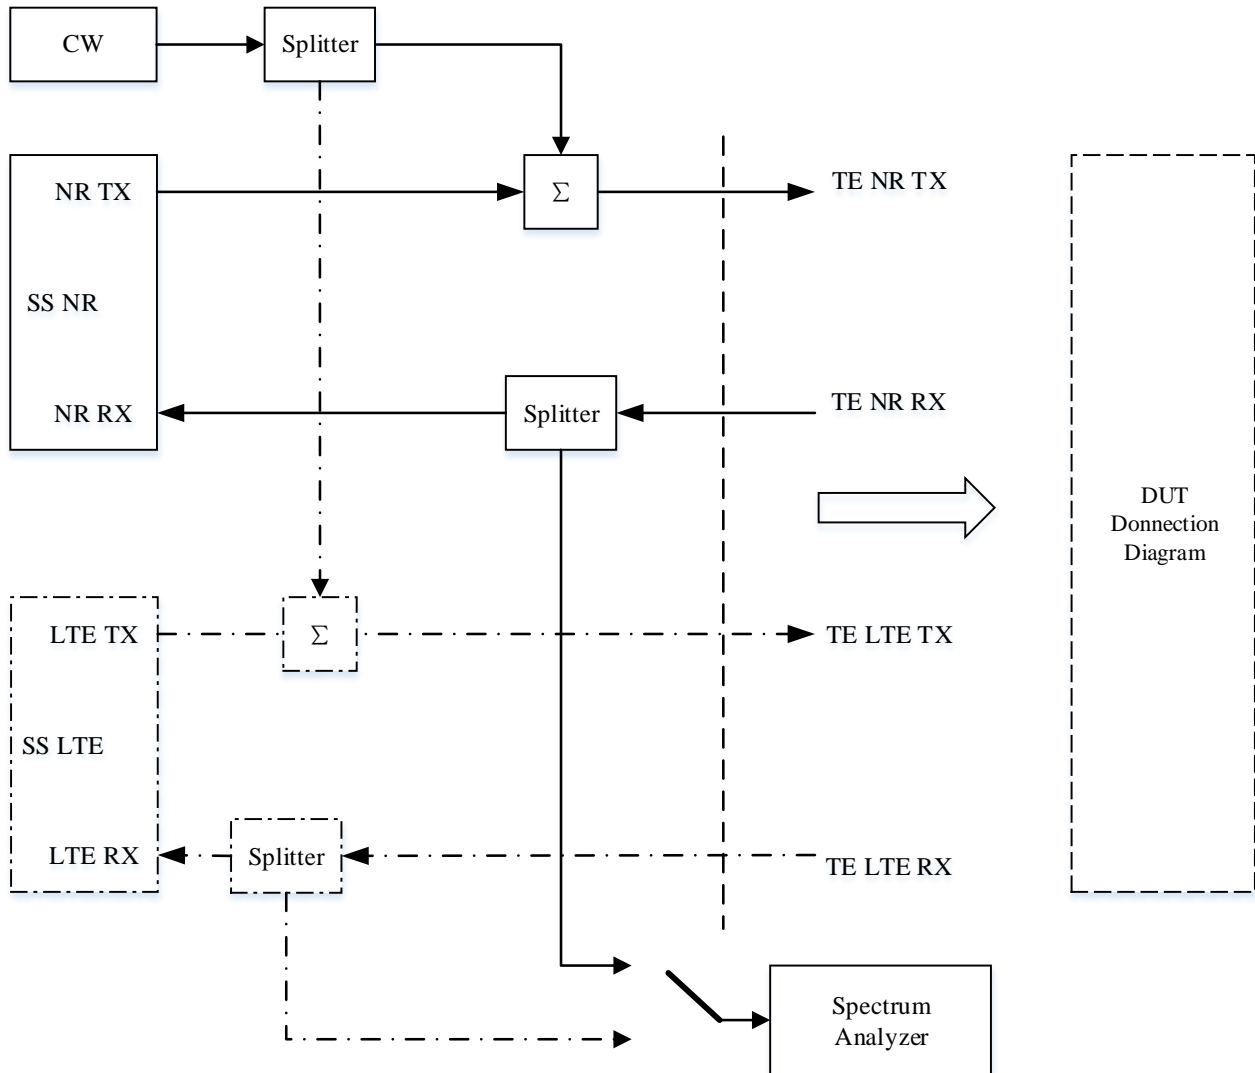 CW
Splitter
NR TX
Σ
TE NR TX
SS NR
NR RX
Splitter
TE NR RX
DUT
Donnection
Diagram
LTE TX
Σ
TE LTE TX
SS LTE
LTE RX
Splitter
TE LTE RX
Spectrum
Analyzer